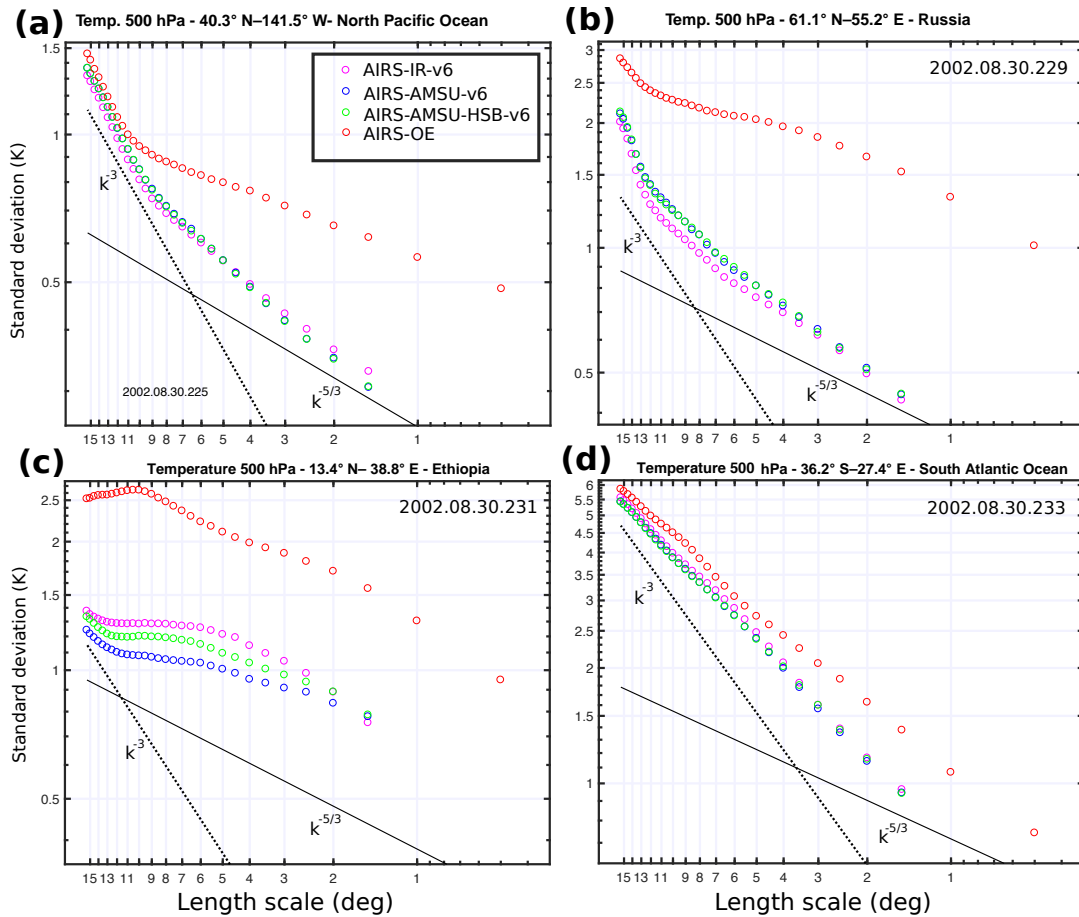 (a)
Temp. 500 hPa - 40.3° N–141.5° W- North Pacific Ocean
1.5
1
0.5
Standard deviation (K)
AIRS-IR-v6
AIRS-AMSU-v6
AIRS-AMSU-HSB-v6
AIRS-OE
k-3
k-5/3
2002.08.30.225
15 13 11 9 8 7 6 5 4 3 2 1
(b)
Temp. 500 hPa - 61.1° N–55.2° E - Russia
2002.08.30.229
3
2.5
2
1.5
1
0.5
Standard deviation (K)
k-3
k-5/3
15 13 11 9 8 7 6 5 4 3 2 1
(c)
Temperature 500 hPa - 13.4° N– 38.8° E - Ethiopia
2002.08.30.231
2.5
2
1.5
1
0.5
Standard deviation (K)
k-3
k-5/3
15 13 11 9 8 7 6 5 4 3 2 1
Length scale (deg)
(d)
Temperature 500 hPa - 36.2° S–27.4° E - South Atlantic Ocean
2002.08.30.233
6
5.5
5
4.5
4
3.5
3
2.5
2
1.5
1
Standard deviation (K)
k-3
k-5/3
15 13 11 9 8 7 6 5 4 3 2 1
Length scale (deg)